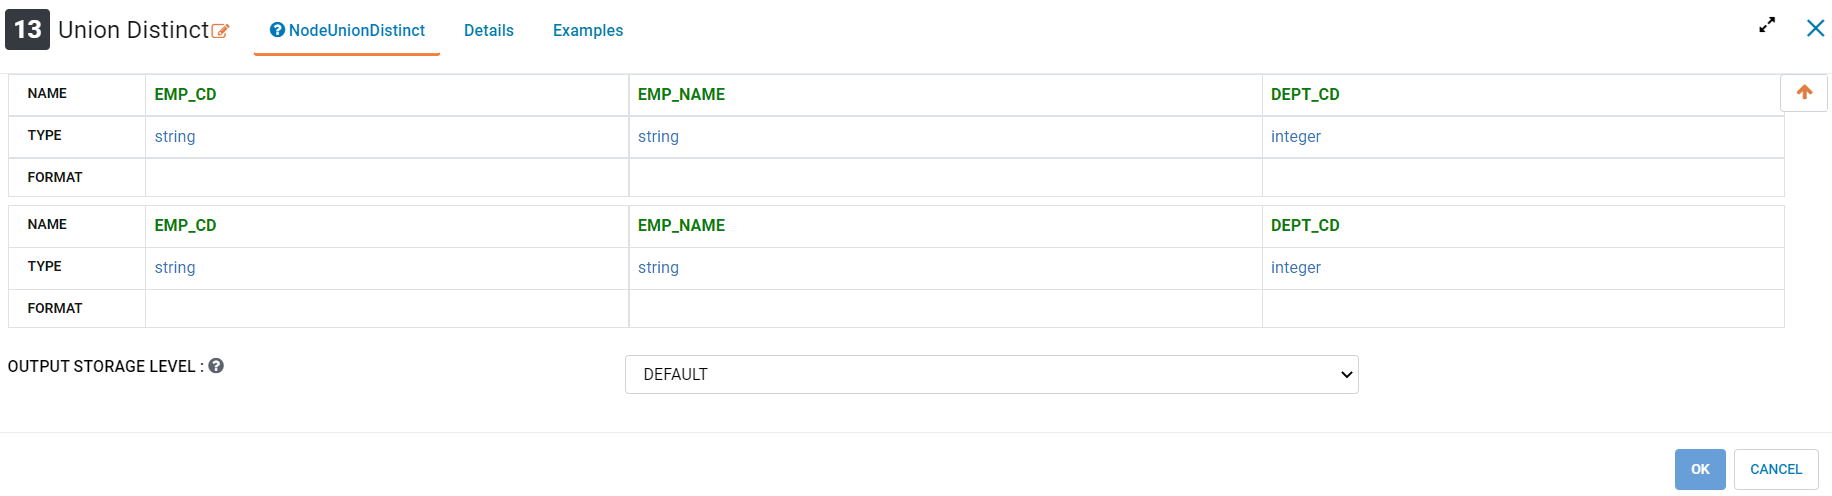 13 Union Distinct NodeUnionDistinct Details Examples
NAME EMP_CD EMP_NAME DEPT_CD
TYPE string string integer
FORMAT
NAME EMP_CD EMP_NAME DEPT_CD
TYPE string string integer
FORMAT
OUTPUT STORAGE LEVEL : DEFAULT
OK CANCEL